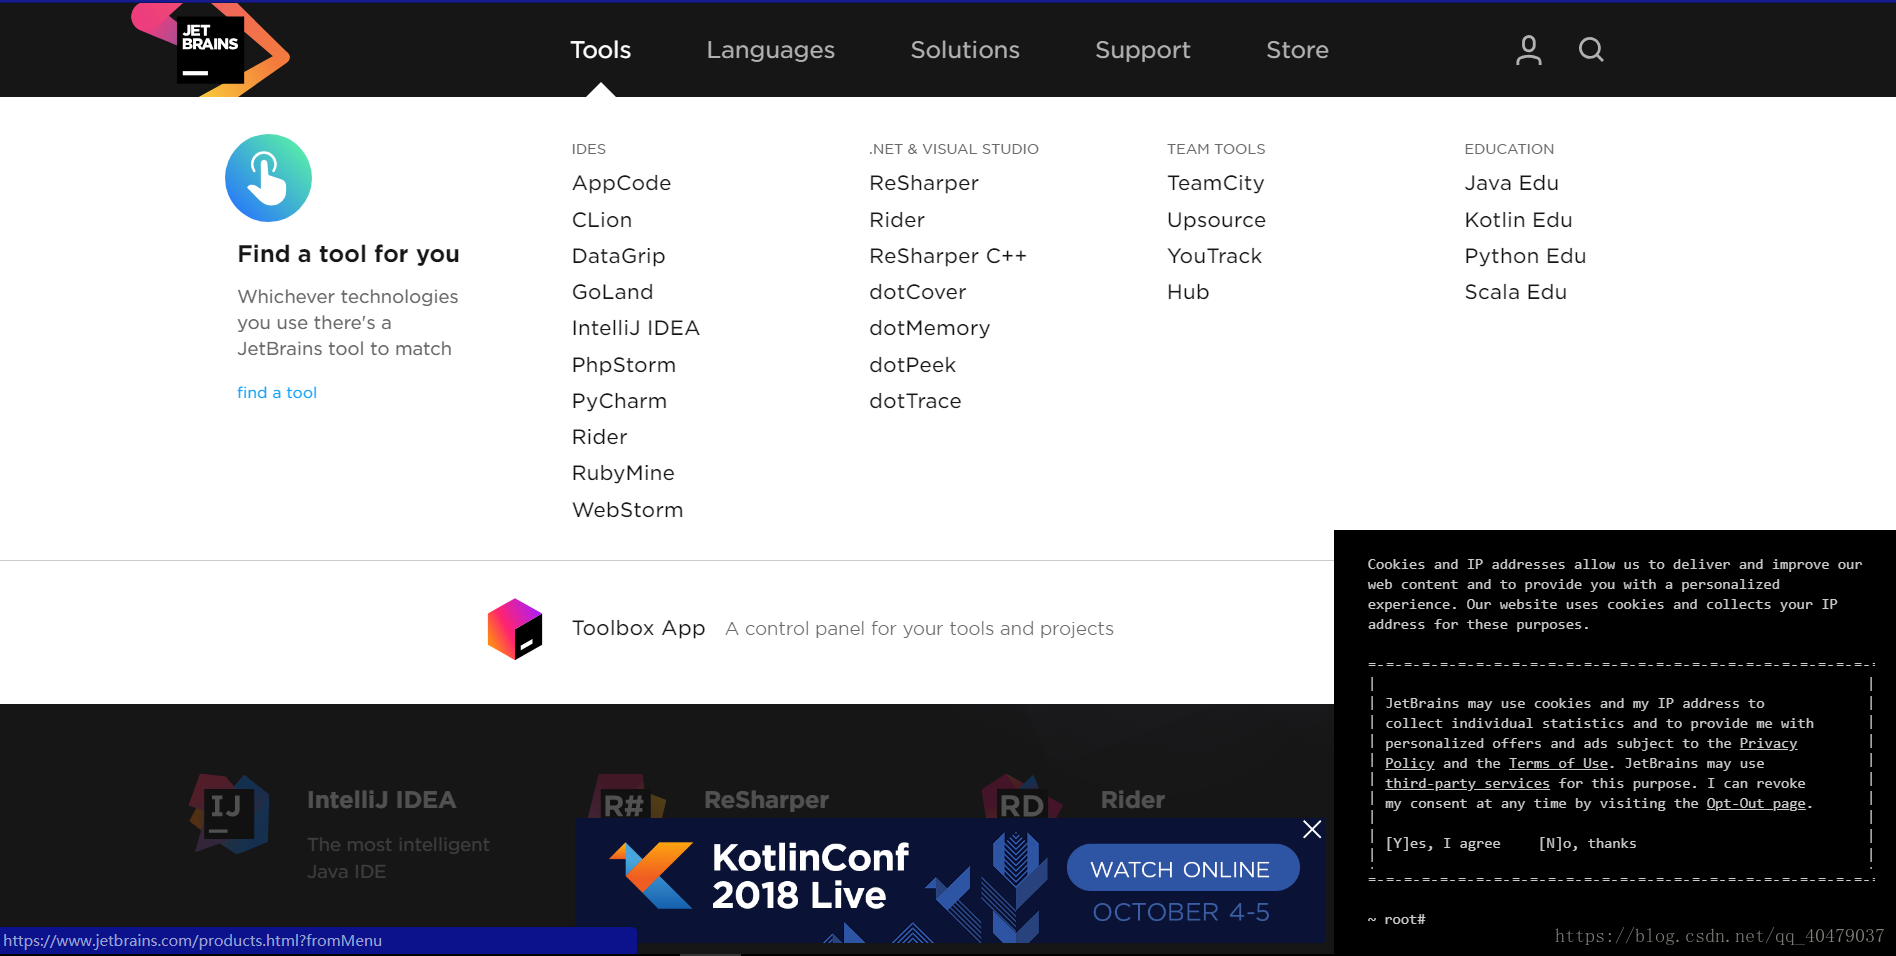 JET
BRAINS
Tools
Languages
Solutions
Support
Store
Find a tool for you
Whichever technologies
you use there's a
JetBrains tool to match
find a tool
IDES
AppCode
CLion
DataGrip
GoLand
IntelliJ IDEA
PhpStorm
PyCharm
Rider
RubyMine
WebStorm
.NET & VISUAL STUDIO
ReSharper
Rider
ReSharper C++
dotCover
dotMemory
dotPeek
dotTrace
TEAM TOOLS
TeamCity
Upsource
YouTrack
Hub
EDUCATION
Java Edu
Kotlin Edu
Python Edu
Scala Edu
Toolbox App
A control panel for your tools and projects
IJ
IntelliJ IDEA
The most intelligent
Java IDE
R#
ReSharper
RD
Rider
KotlinConf
2018 Live
WATCH ONLINE
OCTOBER 4-5
Cookies and IP addresses allow us to deliver and improve our
web content and to provide you with a personalized
experience. Our website uses cookies and collects your IP
address for these purposes.
JetBrains may use cookies and my IP address to
collect individual statistics and to provide me with
personalized offers and ads subject to the Privacy
Policy and the Terms of Use. JetBrains may use
third-party services for this purpose. I can revoke
my consent at any time by visiting the Opt-Out page.
[Y]es, I agree [N]o, thanks
~ root#
https://www.jetbrains.com/products.html?fromMenu
https://blog.csdn.net/qq_40479037